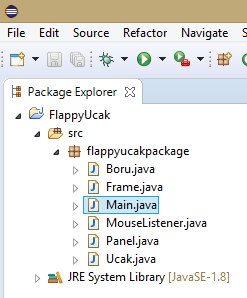 File Edit Source Refactor Navigate
Package Explorer
FlappyUcak
src
flappyucakpackage
Boru.java
Frame.java
Main.java
MouseListener.java
Panel.java
Ucak.java
JRE System Library [JavaSE-1.8]